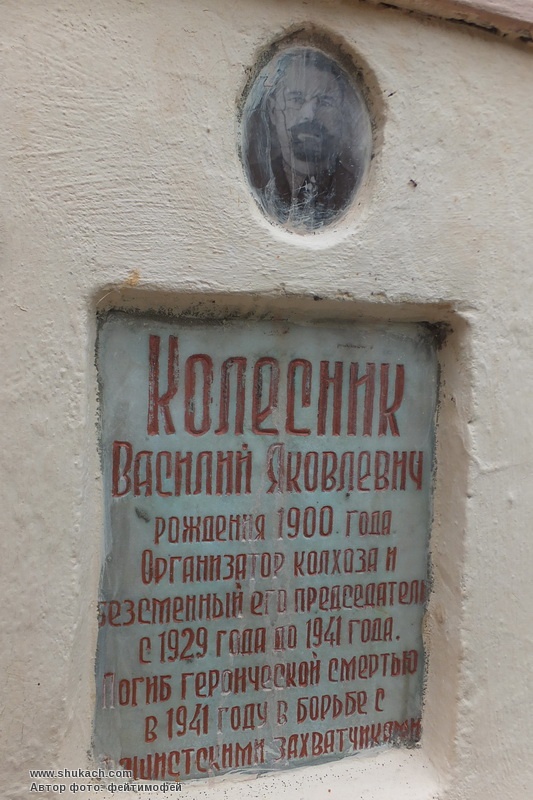 Колесник
Василий Яковлевич
рождения 1900 года
Организатор колхоза и
безсменный его председатель
с 1929 года по 1941 года.
Погиб героической смертью
в 1941 году в борьбе с
фашистскими захватчиками
www.shukach.com
Автор фото: фейтимофей